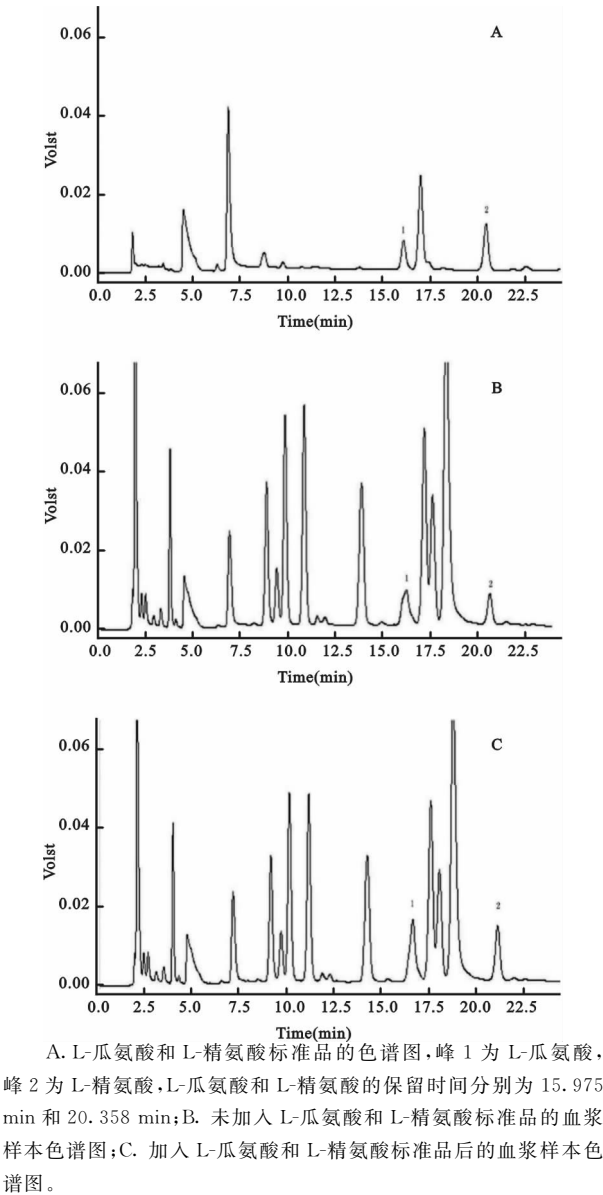 A
0.06
0.04
0.02
0.00
Volst
1
2
0.0 2.5 5.0 7.5 10.0 12.5 15.0 17.5 20.0 22.5
Time(min)
B
0.06
0.04
0.02
0.00
Volst
1
2
0.0 2.5 5.0 7.5 10.0 12.5 15.0 17.5 20.0 22.5
Time(min)
C
0.06
0.04
0.02
0.00
Volst
1
2
0.0 2.5 5.0 7.5 10.0 12.5 15.0 17.5 20.0 22.5
Time(min)
A. L-瓜氨酸和 L-精氨酸标准品的色谱图,峰 1 为 L-瓜氨酸,
峰 2 为 L-精氨酸,L-瓜氨酸和 L-精氨酸的保留时间分别为 15.975
min 和 20.358 min;B. 未加入 L-瓜氨酸和 L-精氨酸标准品的血浆
样本色谱图;C. 加入 L-瓜氨酸和 L-精氨酸标准品后的血浆样本色
谱图。